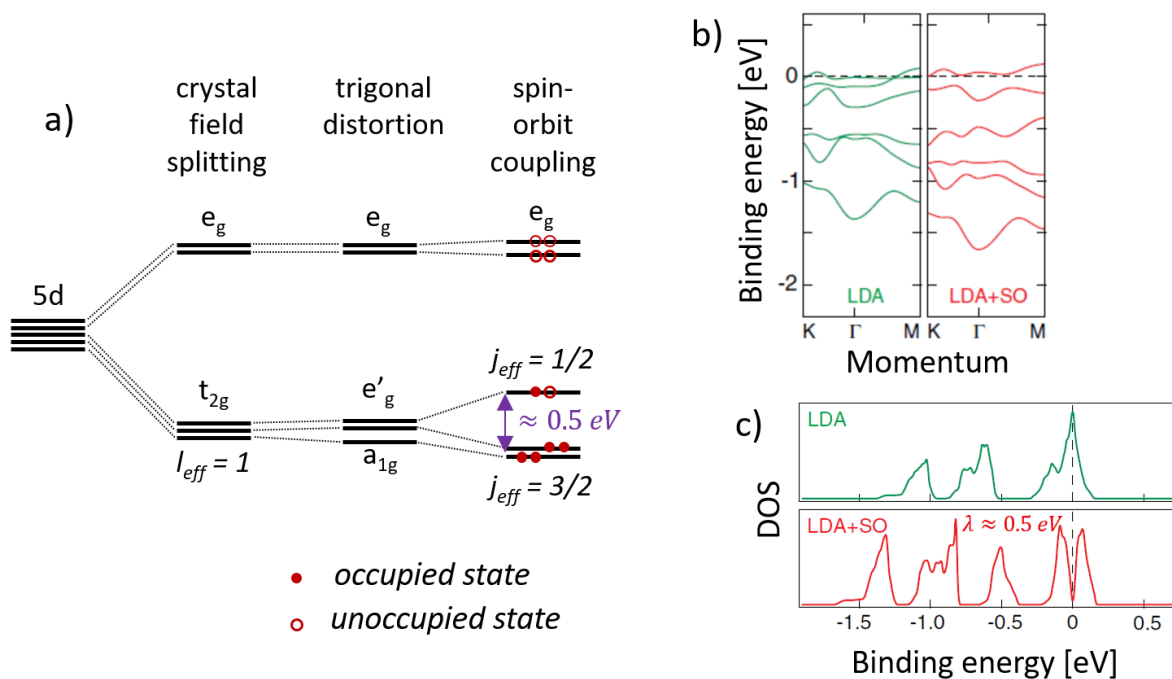 a)
crystal
field
splitting
trigonal
distortion
spin-
orbit
coupling
e_g
e_g
e_g
5d
t_2g
l_eff = 1
e'_g
a_1g
j_eff = 1/2
≈ 0.5 eV
j_eff = 3/2
occupied state
unoccupied state
b)
Binding energy [eV]
0
-1
-2
LDA
LDA+SO
K Γ M K Γ M
Momentum
c)
DOS
LDA
LDA+SO
λ ≈ 0.5 eV
-1.5 -1.0 -0.5 0 0.5
Binding energy [eV]